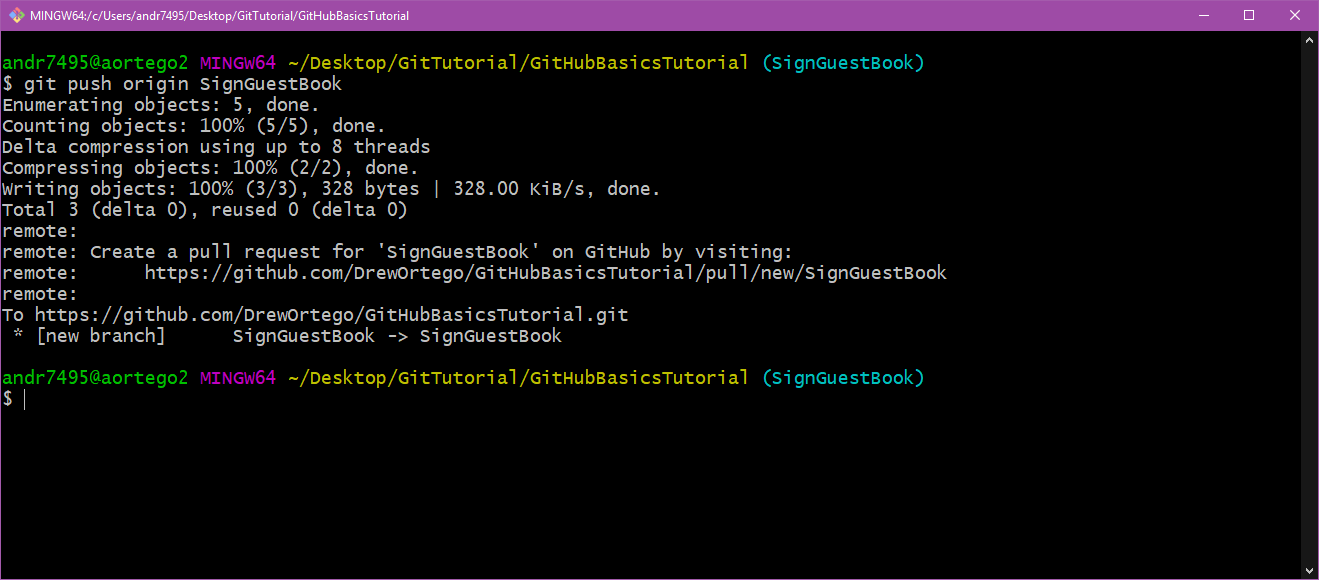 MINGW64:/c/Users/andr7495/Desktop/GitTutorial/GitHubBasicsTutorial
andr7495@aortego2 MINGW64 ~/Desktop/GitTutorial/GitHubBasicsTutorial (SignGuestBook)
$ git push origin SignGuestBook
Enumerating objects: 5, done.
Counting objects: 100% (5/5), done.
Delta compression using up to 8 threads
Compressing objects: 100% (2/2), done.
Writing objects: 100% (3/3), 328 bytes | 328.00 KiB/s, done.
Total 3 (delta 0), reused 0 (delta 0)
remote:
remote: Create a pull request for 'SignGuestBook' on GitHub by visiting:
remote:      https://github.com/DrewOrtego/GitHubBasicsTutorial/pull/new/SignGuestBook
remote:
To https://github.com/DrewOrtego/GitHubBasicsTutorial.git
 * [new branch]      SignGuestBook -> SignGuestBook
andr7495@aortego2 MINGW64 ~/Desktop/GitTutorial/GitHubBasicsTutorial (SignGuestBook)
$